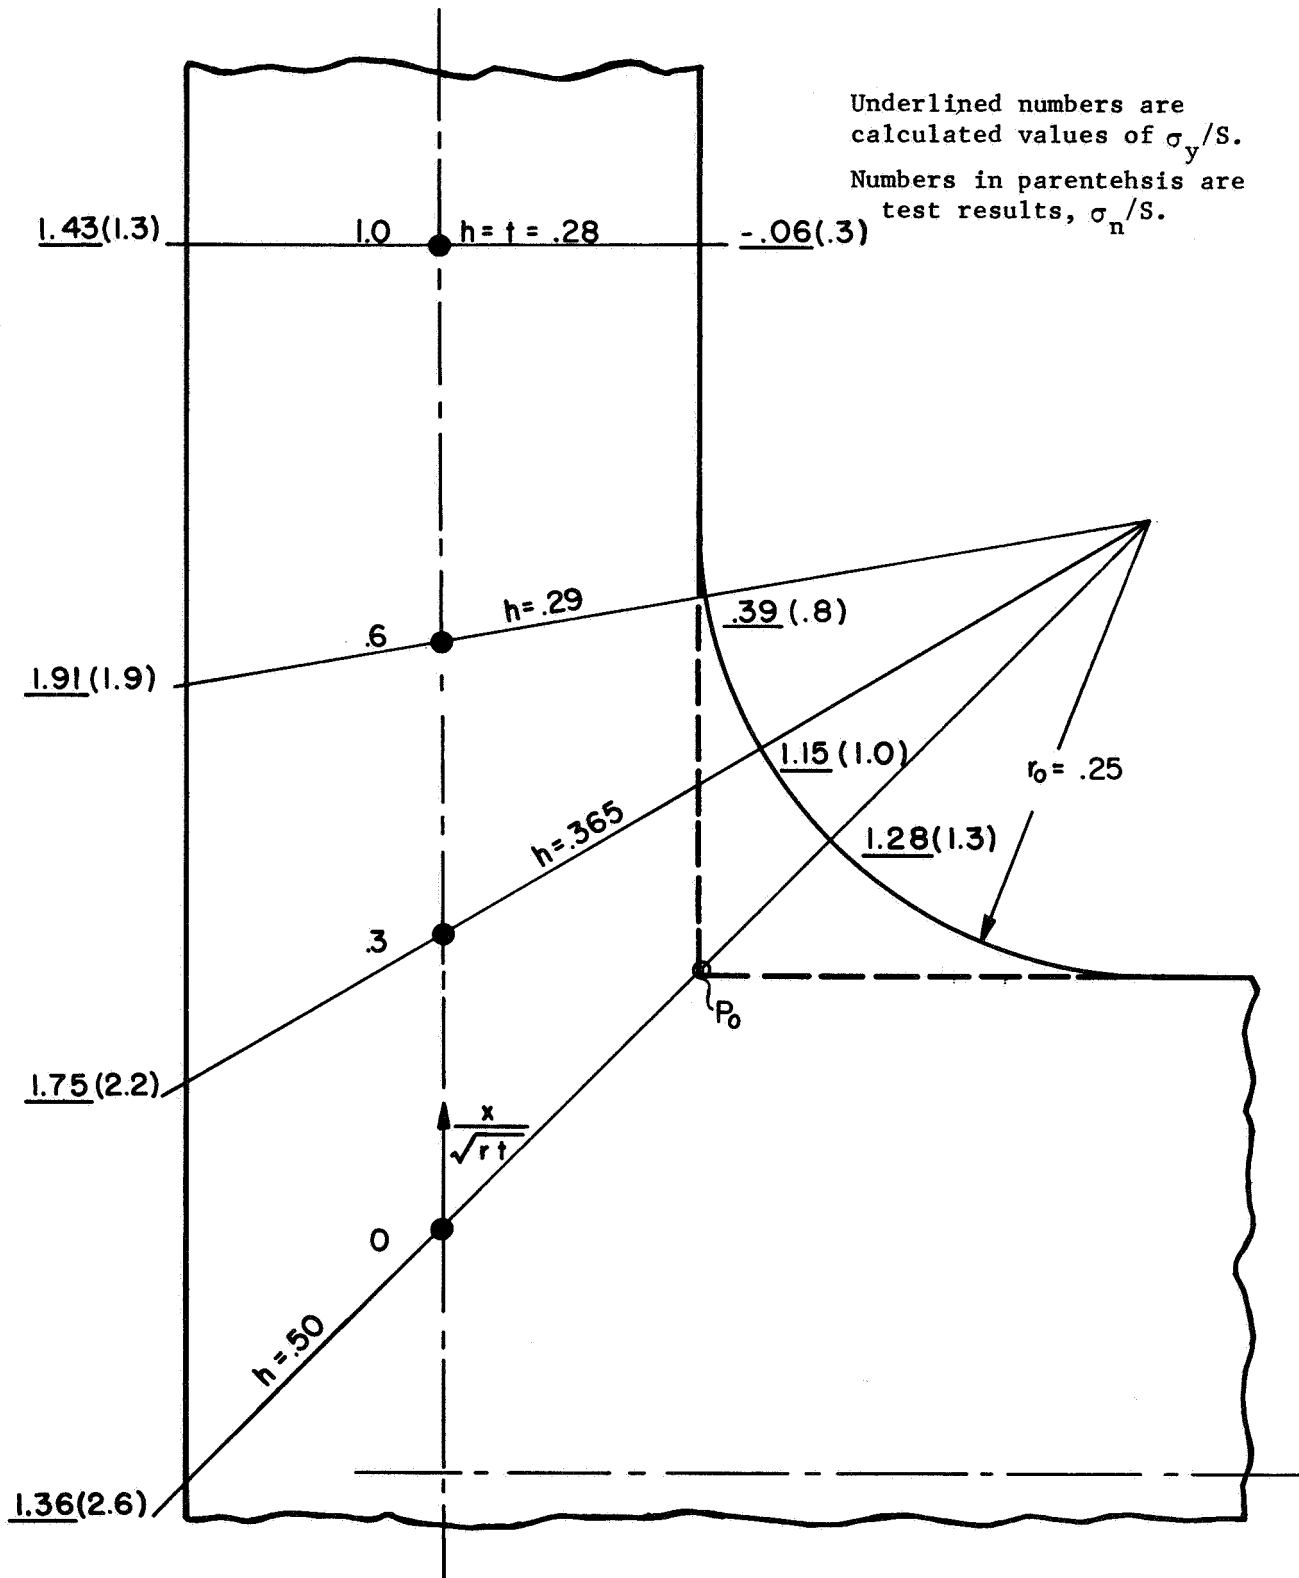 Underlined numbers are
calculated values of σy/S.
Numbers in parentehsis are
test results, σn/S.
1.43(1.3)
1.0
h = t = .28
-.06(.3)
h=.29
.39 (.8)
.6
1.91(1.9)
1.15 (1.0)
r₀ = .25
h=.365
1.28(1.3)
.3
P₀
1.75(2.2)
x
√rt
0
h=.50
1.36(2.6)